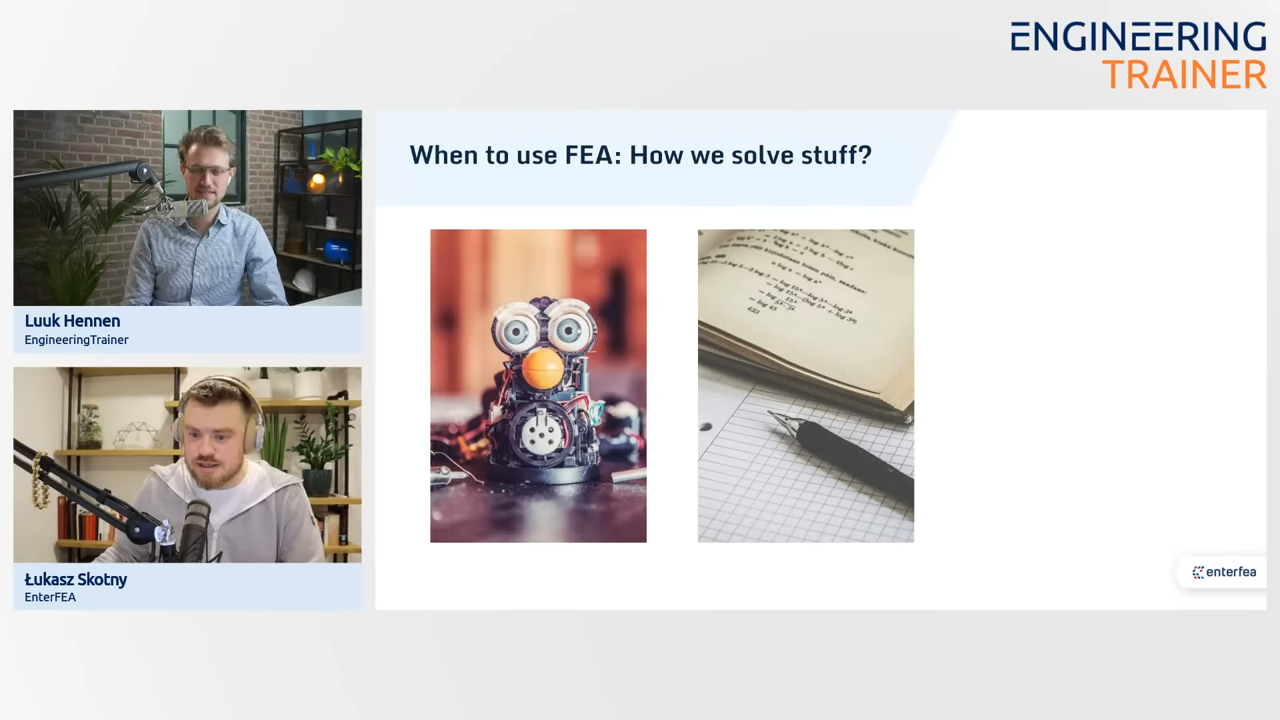 ENGINEERING
TRAINER
When to use FEA: How we solve stuff?
Luuk Hennen
EngineeringTrainer
Łukasz Skotny
EnterFEA
enterfea